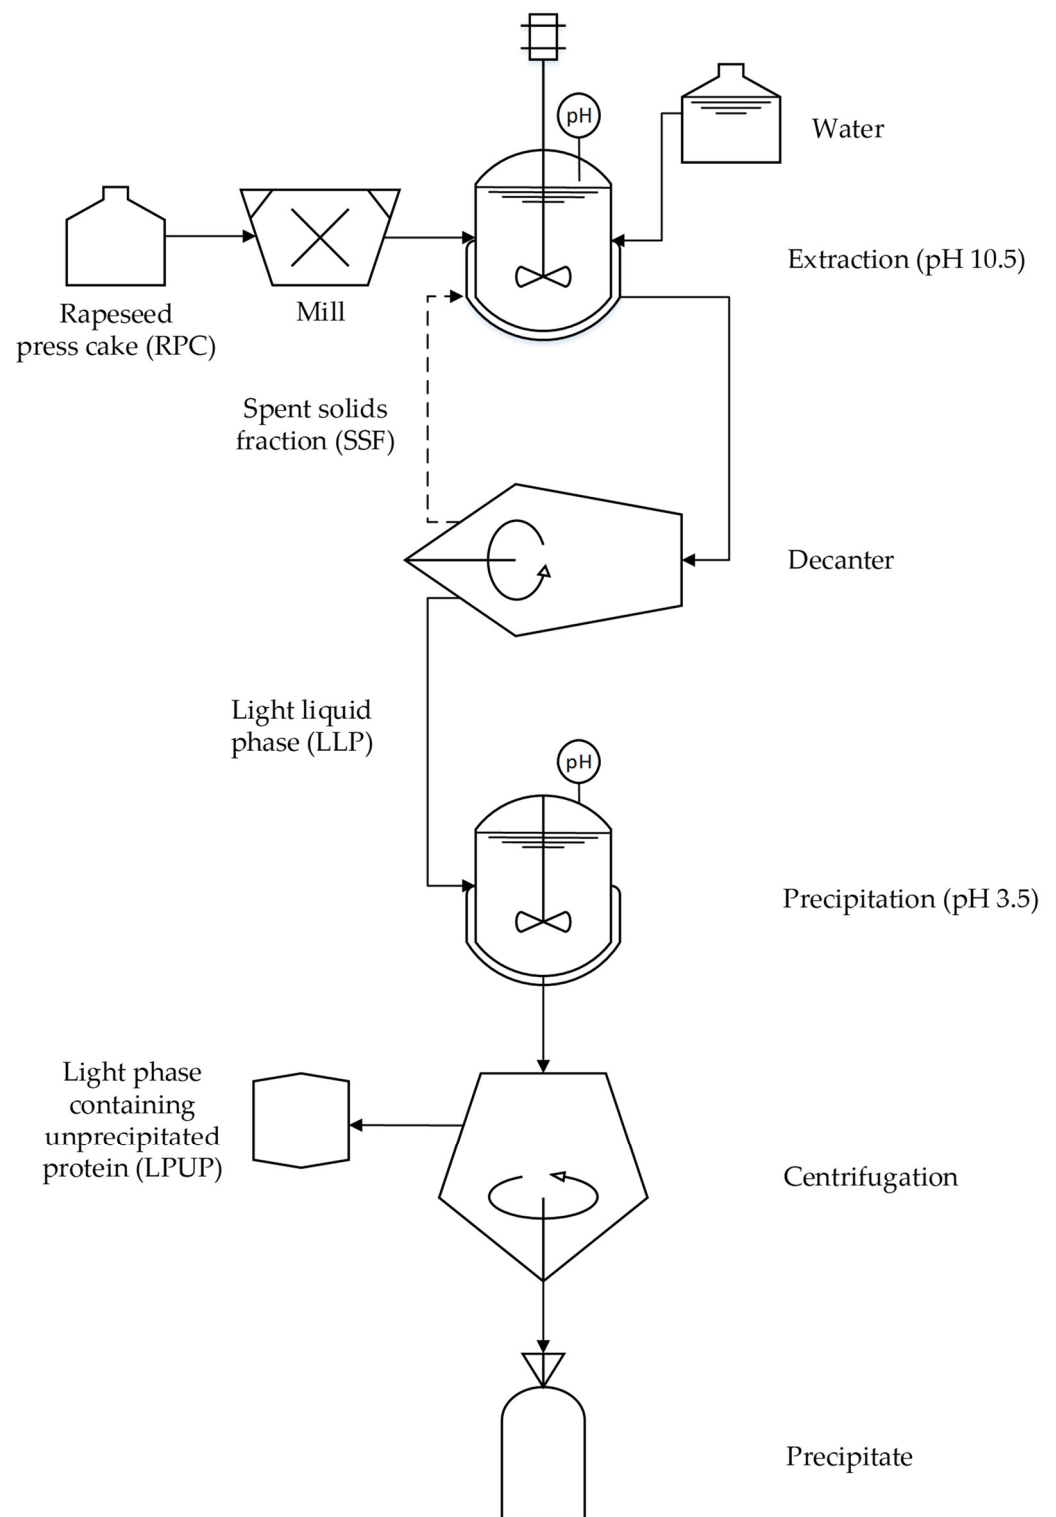 pH
Water
Extraction (pH 10.5)
Rapeseed
press cake (RPC)
Mill
Spent solids
fraction (SSF)
Decanter
Light liquid
phase (LLP)
pH
Precipitation (pH 3.5)
Light phase
containing
unprecipitated
protein (LPUP)
Centrifugation
Precipitate